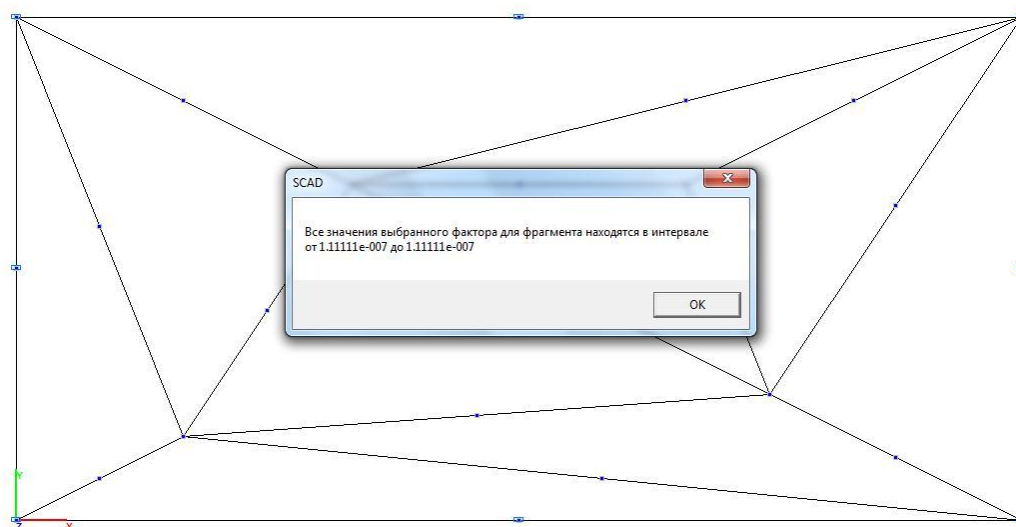 SCAD
Все значения выбранного фактора для фрагмента находятся в интервале
от 1.11111e-007 до 1.11111e-007
OK
Y
Z
X